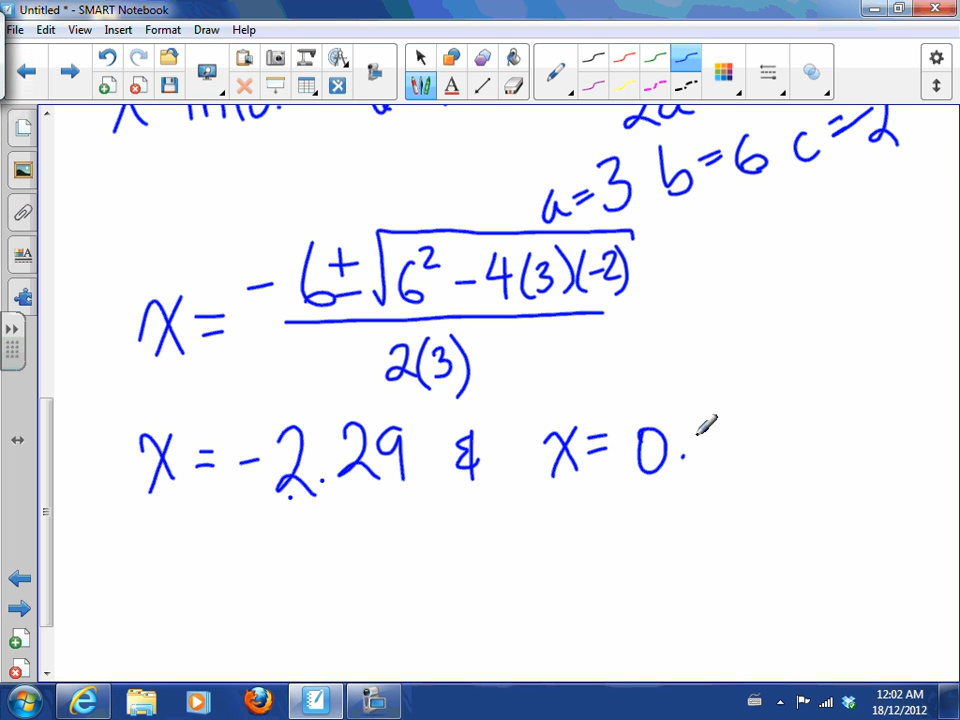 Untitled * - SMART Notebook
File Edit View Insert Format Draw Help
2a
a=3 b=6 c=-2
x = -6±√6² -4(3)(-2)
2(3)
x = -2.29 & x = 0.
12:02 AM
18/12/2012